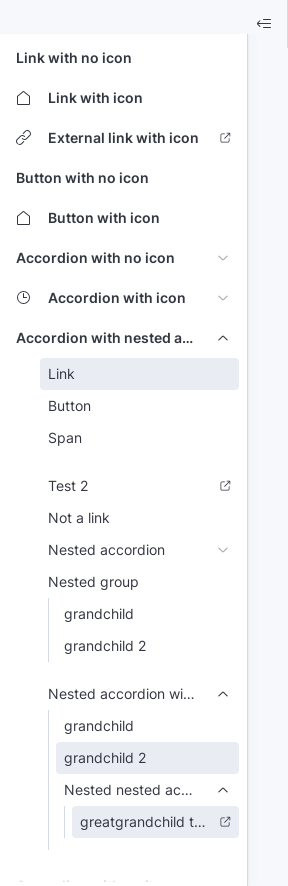 Link with no icon
Link with icon
External link with icon
Button with no icon
Button with icon
Accordion with no icon
Accordion with icon
Accordion with nested a...
Link
Button
Span
Test 2
Not a link
Nested accordion
Nested group
grandchild
grandchild 2
Nested accordion wi...
grandchild
grandchild 2
Nested nested ac...
greatgrandchild t...